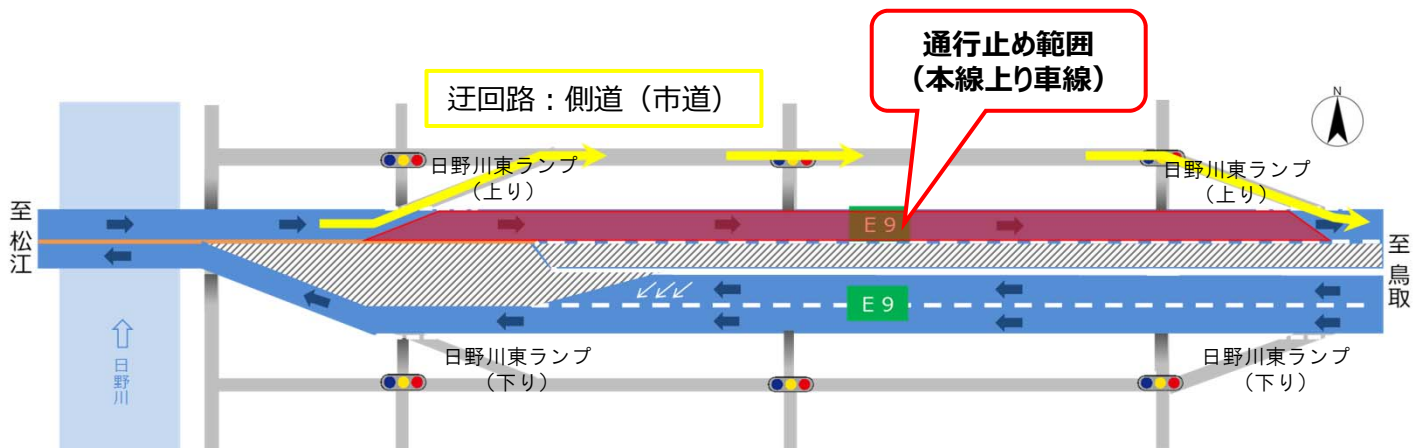 通行止め範囲
（本線上り車線）
迂回路：側道（市道）
N
日野川東ランプ
（上り）
日野川東ランプ
（上り）
至松江
E9
至鳥取
E9
日野川
日野川東ランプ
（下り）
日野川東ランプ
（下り）